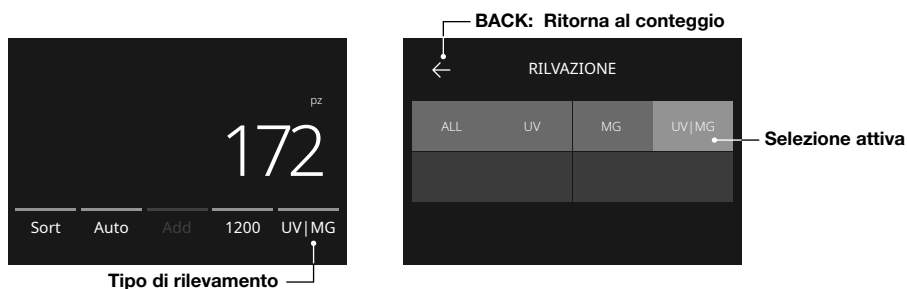 BACK: Ritorna al conteggio
pz
172
Sort Auto Add 1200 UV|MG
Tipo di rilevamento
RILVAZIONE
ALL UV MG UV|MG
Selezione attiva